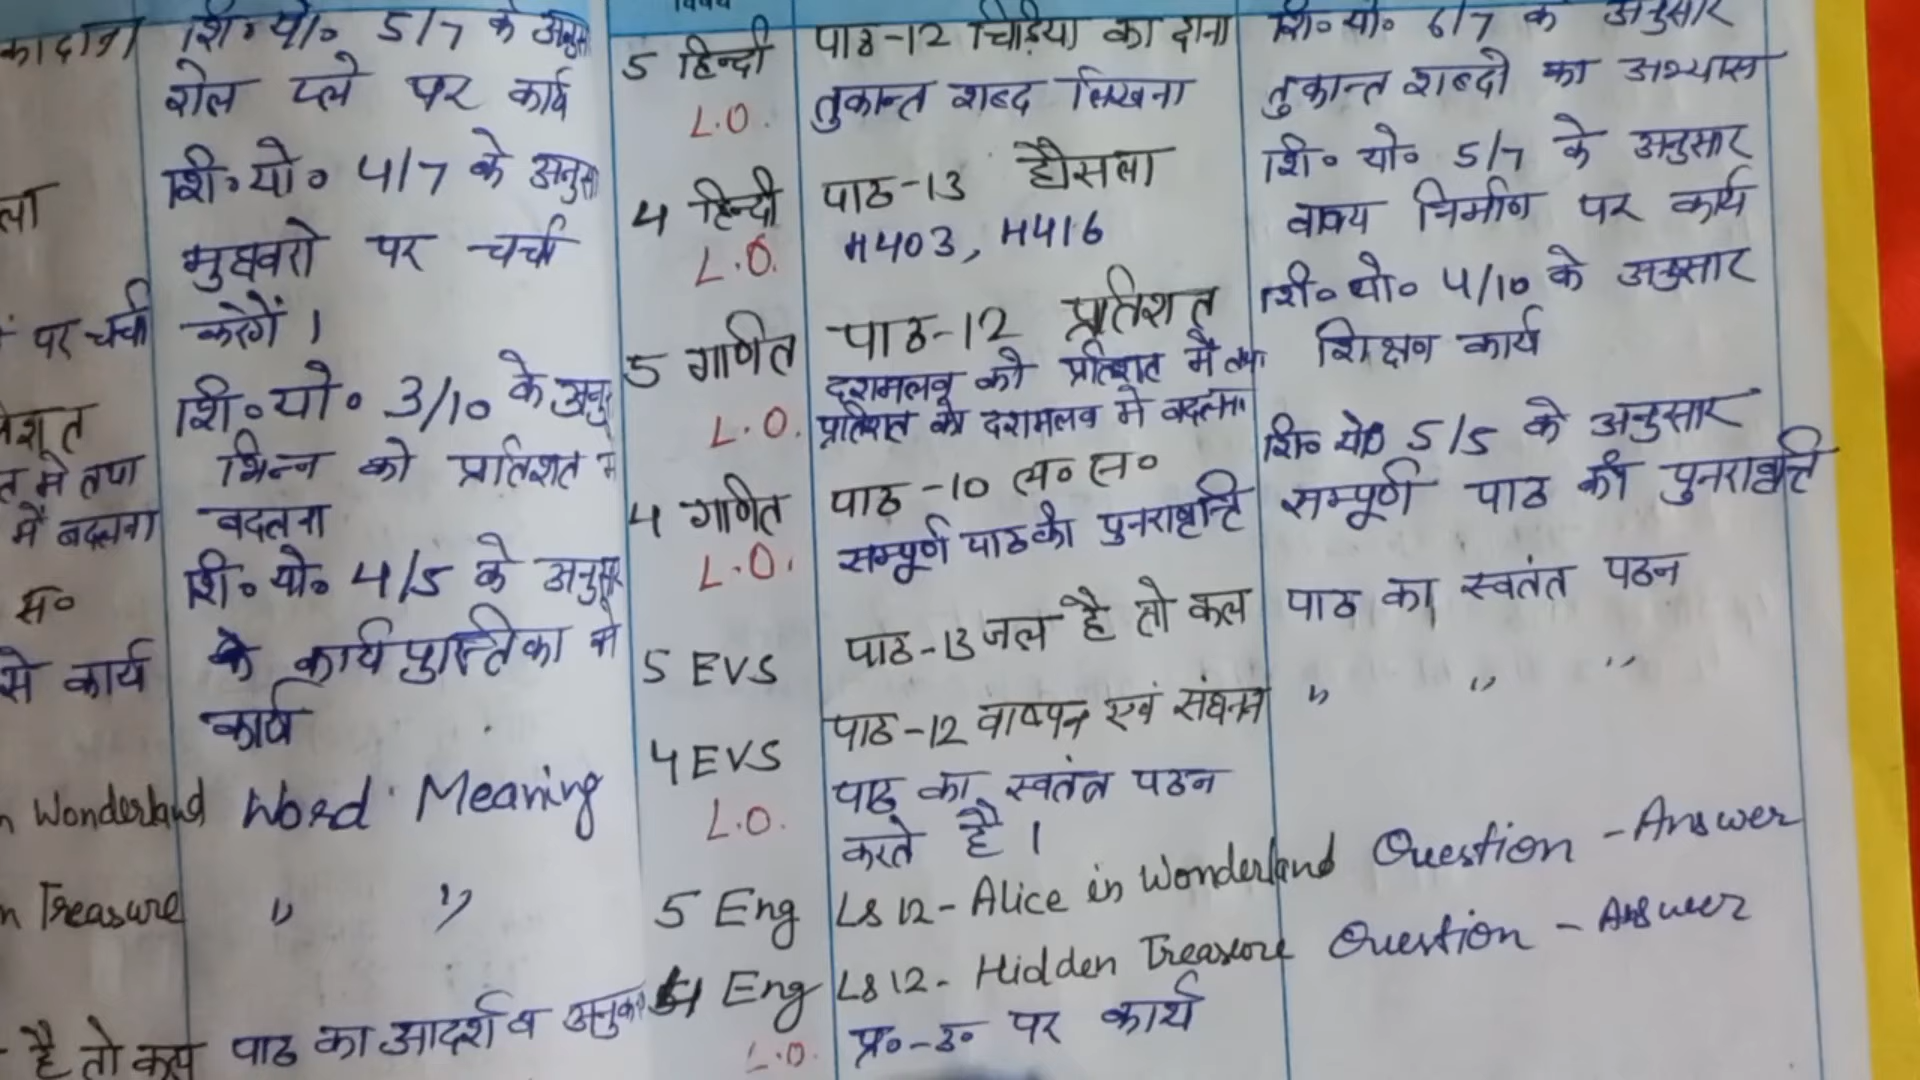 का दाना
शि॰यो॰ 5/7 के अनुसा
रोल प्ले पर कार्य
शि॰यो॰ 4/7 के अनुसा
ला
मुहावरो पर चर्चा
पर चर्चा
करेगें।
शि॰यो॰ 3/10 के अनु
भिन्न को प्रतिशत मे
त मे तथा
में बदलना
बदलना
शि॰यो॰ 4/5 के अनुसार
स॰
से कार्य
के कार्यपुस्तिका से
कार्य
n Wonderland Word Meaning
n Treasure " "
है तो कल पाठ का आदर्श व अनुक
विषय
5 हिन्दी पाठ-12 चिड़िया का दाना शि॰यो॰ 6/7 के अनुसार
L.O. तुकान्त शब्द लिखना तुकान्त शब्दो का अभ्यास
4 हिन्दी पाठ-13 हौसला शि॰यो॰ 5/7 के अनुसार
L.O. H403, H416 वाक्य निर्माण पर कार्य
5 गणित पाठ-12 प्रतिशत शि॰यो॰ 4/10 के अनुसार
दशमलव को प्रतिशत में तथा शिक्षण कार्य
L.O. प्रतिशत को दशमलव मे बदलना
4 गणित पाठ-10 ल॰स॰ शि॰यो॰ 5/5 के अनुसार
L.O. सम्पूर्ण पाठ की पुनरावृत्ति सम्पूर्ण पाठ की पुनरावृत्ति
5 EVS पाठ-13 जल है तो कल पाठ का स्वतंत पठन
4 EVS पाठ-12 वाष्पन एवं संघनन " " "
पाठ का स्वतंत पठन
L.O. करते है।
5 Eng LS 12- Alice in Wonderland Question - Answer
4 Eng LS 12- Hidden Treasure Question - Answer
L.O. प्र॰-उ॰ पर कार्य